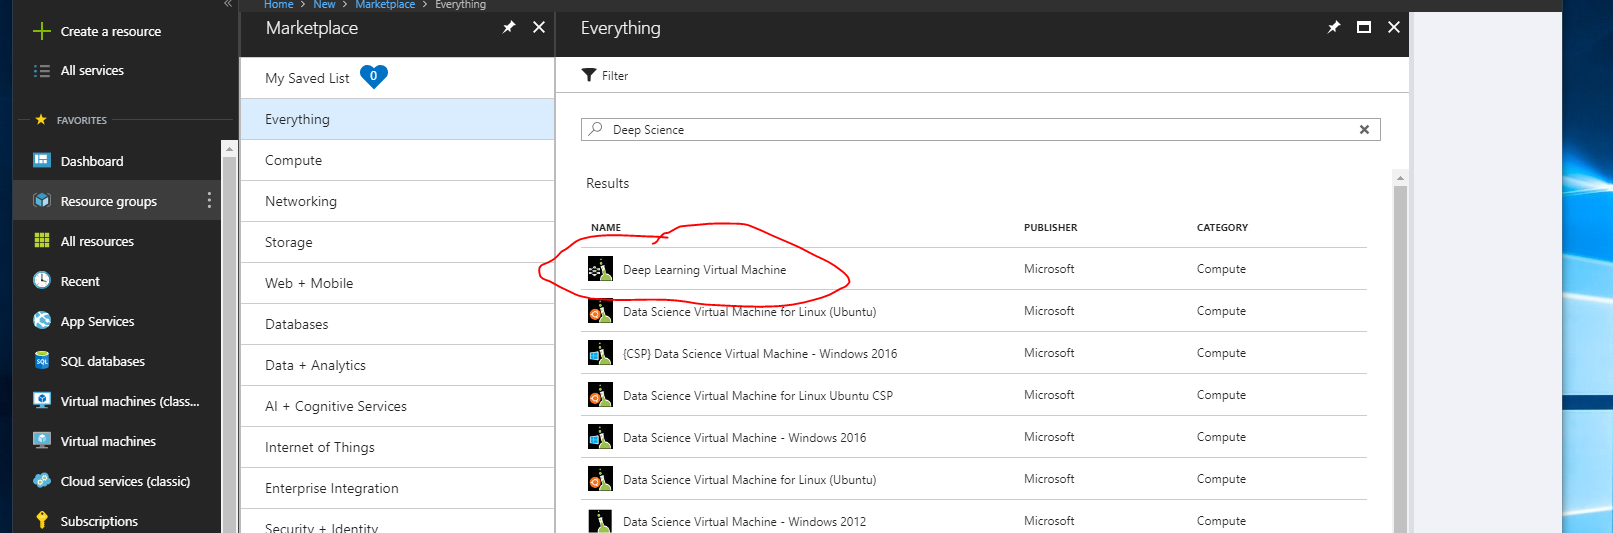 Home > New > Marketplace > Everything
Create a resource
All services
FAVORITES
Dashboard
Resource groups
All resources
Recent
App Services
SQL databases
Virtual machines (class...
Virtual machines
Cloud services (classic)
Subscriptions
Marketplace
My Saved List 0
Everything
Compute
Networking
Storage
Web + Mobile
Databases
Data + Analytics
AI + Cognitive Services
Internet of Things
Enterprise Integration
Security + Identity
Everything
Filter
Deep Science
Results
NAME PUBLISHER CATEGORY
Deep Learning Virtual Machine Microsoft Compute
Data Science Virtual Machine for Linux (Ubuntu) Microsoft Compute
{CSP} Data Science Virtual Machine - Windows 2016 Microsoft Compute
Data Science Virtual Machine for Linux Ubuntu CSP Microsoft Compute
Data Science Virtual Machine - Windows 2016 Microsoft Compute
Data Science Virtual Machine for Linux (Ubuntu) Microsoft Compute
Data Science Virtual Machine - Windows 2012 Microsoft Compute